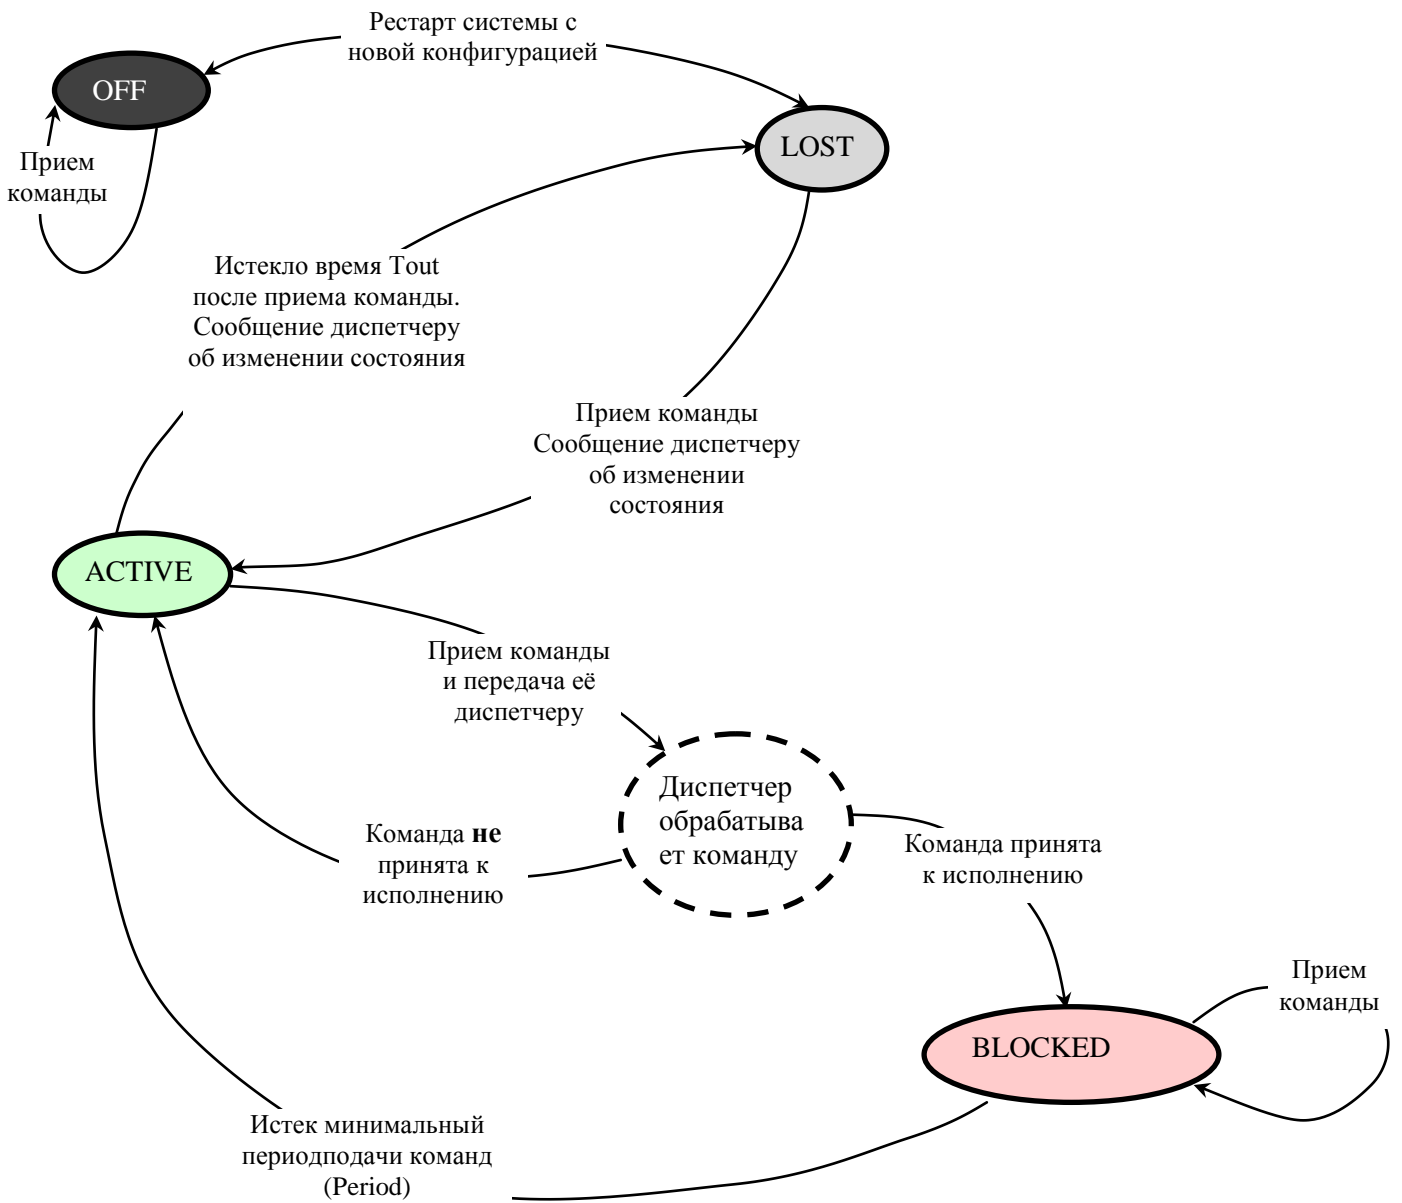 Рестарт системы с
новой конфигурацией
OFF
LOST
Прием
команды
Истекло время Tout
после приема команды.
Сообщение диспетчеру
об изменении состояния
Прием команды
Сообщение диспетчеру
об изменении
состояния
ACTIVE
Прием команды
и передача её
диспетчеру
Диспетчер
обрабатыва
ет команду
Команда не
принята к
исполнению
Команда принята
к исполнению
Прием
команды
BLOCKED
Истек минимальный
периодподачи команд
(Period)